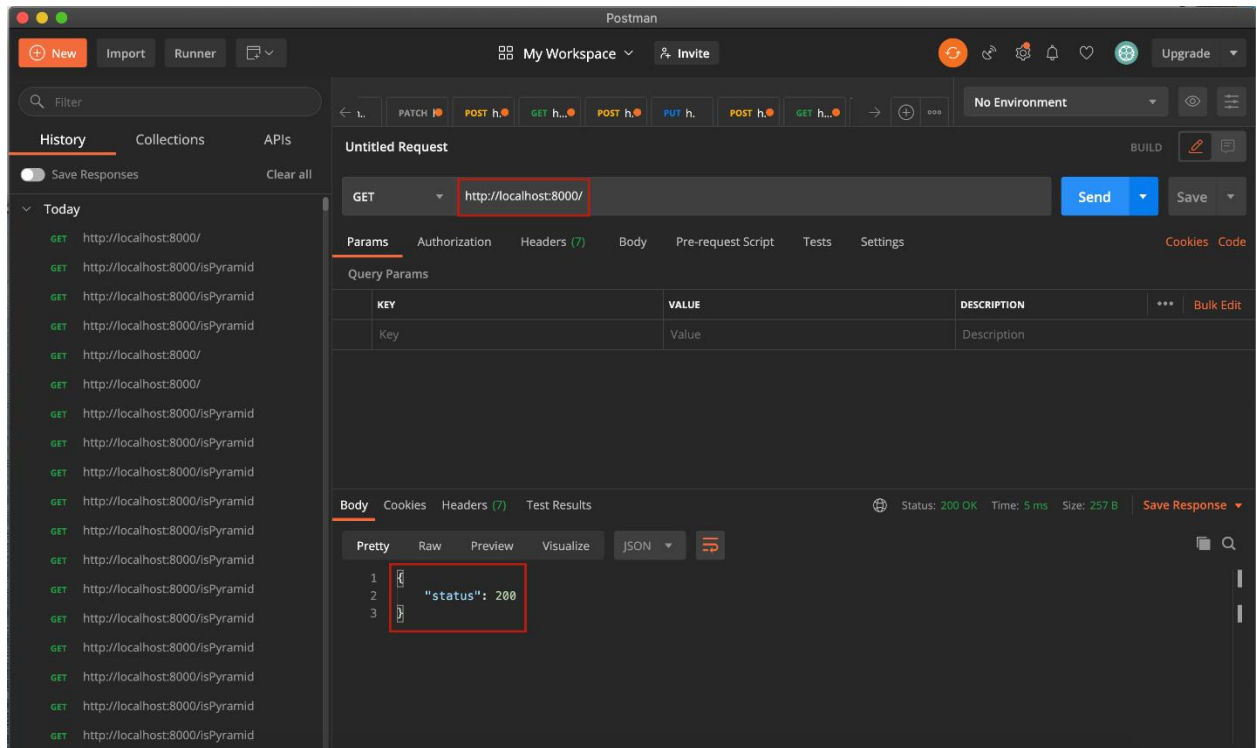 Postman
New Import Runner
My Workspace Invite
Upgrade
Filter
History Collections APIs
Save Responses Clear all
Today
GET http://localhost:8000/
GET http://localhost:8000/isPyramid
GET http://localhost:8000/isPyramid
GET http://localhost:8000/isPyramid
GET http://localhost:8000/
GET http://localhost:8000/
GET http://localhost:8000/isPyramid
GET http://localhost:8000/isPyramid
GET http://localhost:8000/isPyramid
GET http://localhost:8000/isPyramid
GET http://localhost:8000/isPyramid
GET http://localhost:8000/isPyramid
GET http://localhost:8000/isPyramid
GET http://localhost:8000/isPyramid
GET http://localhost:8000/isPyramid
GET http://localhost:8000/isPyramid
GET http://localhost:8000/isPyramid
GET http://localhost:8000/isPyramid
PATCH POST h. GET h... POST h. PUT h. POST h. GET h...
No Environment
Untitled Request BUILD
GET http://localhost:8000/ Send Save
Params Authorization Headers (7) Body Pre-request Script Tests Settings Cookies Code
Query Params
KEY VALUE DESCRIPTION Bulk Edit
Key Value Description
Body Cookies Headers (7) Test Results Status: 200 OK Time: 5 ms Size: 257 B Save Response
Pretty Raw Preview Visualize JSON
1 {
2 "status": 200
3 }